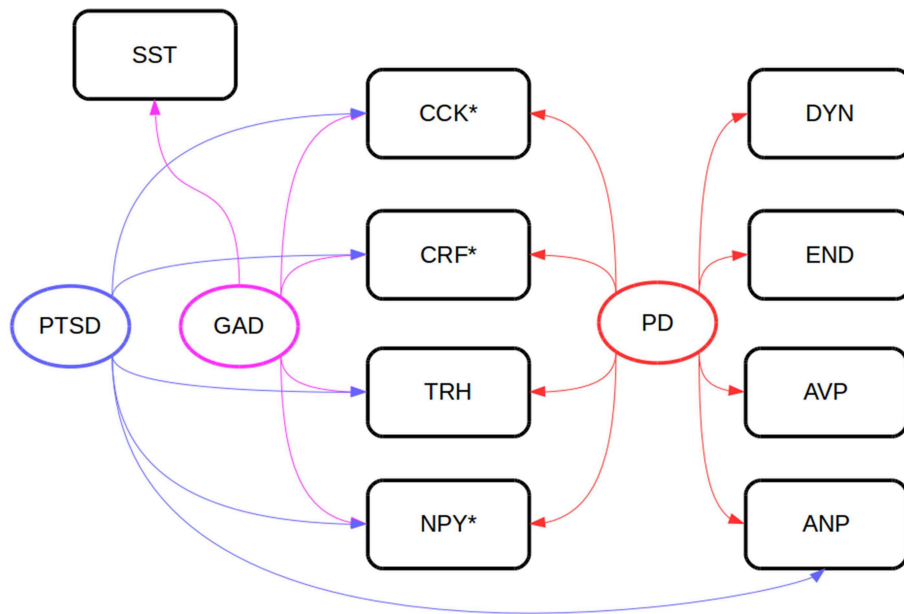 SST
CCK*
DYN
CRF*
END
PTSD
GAD
PD
TRH
AVP
NPY*
ANP